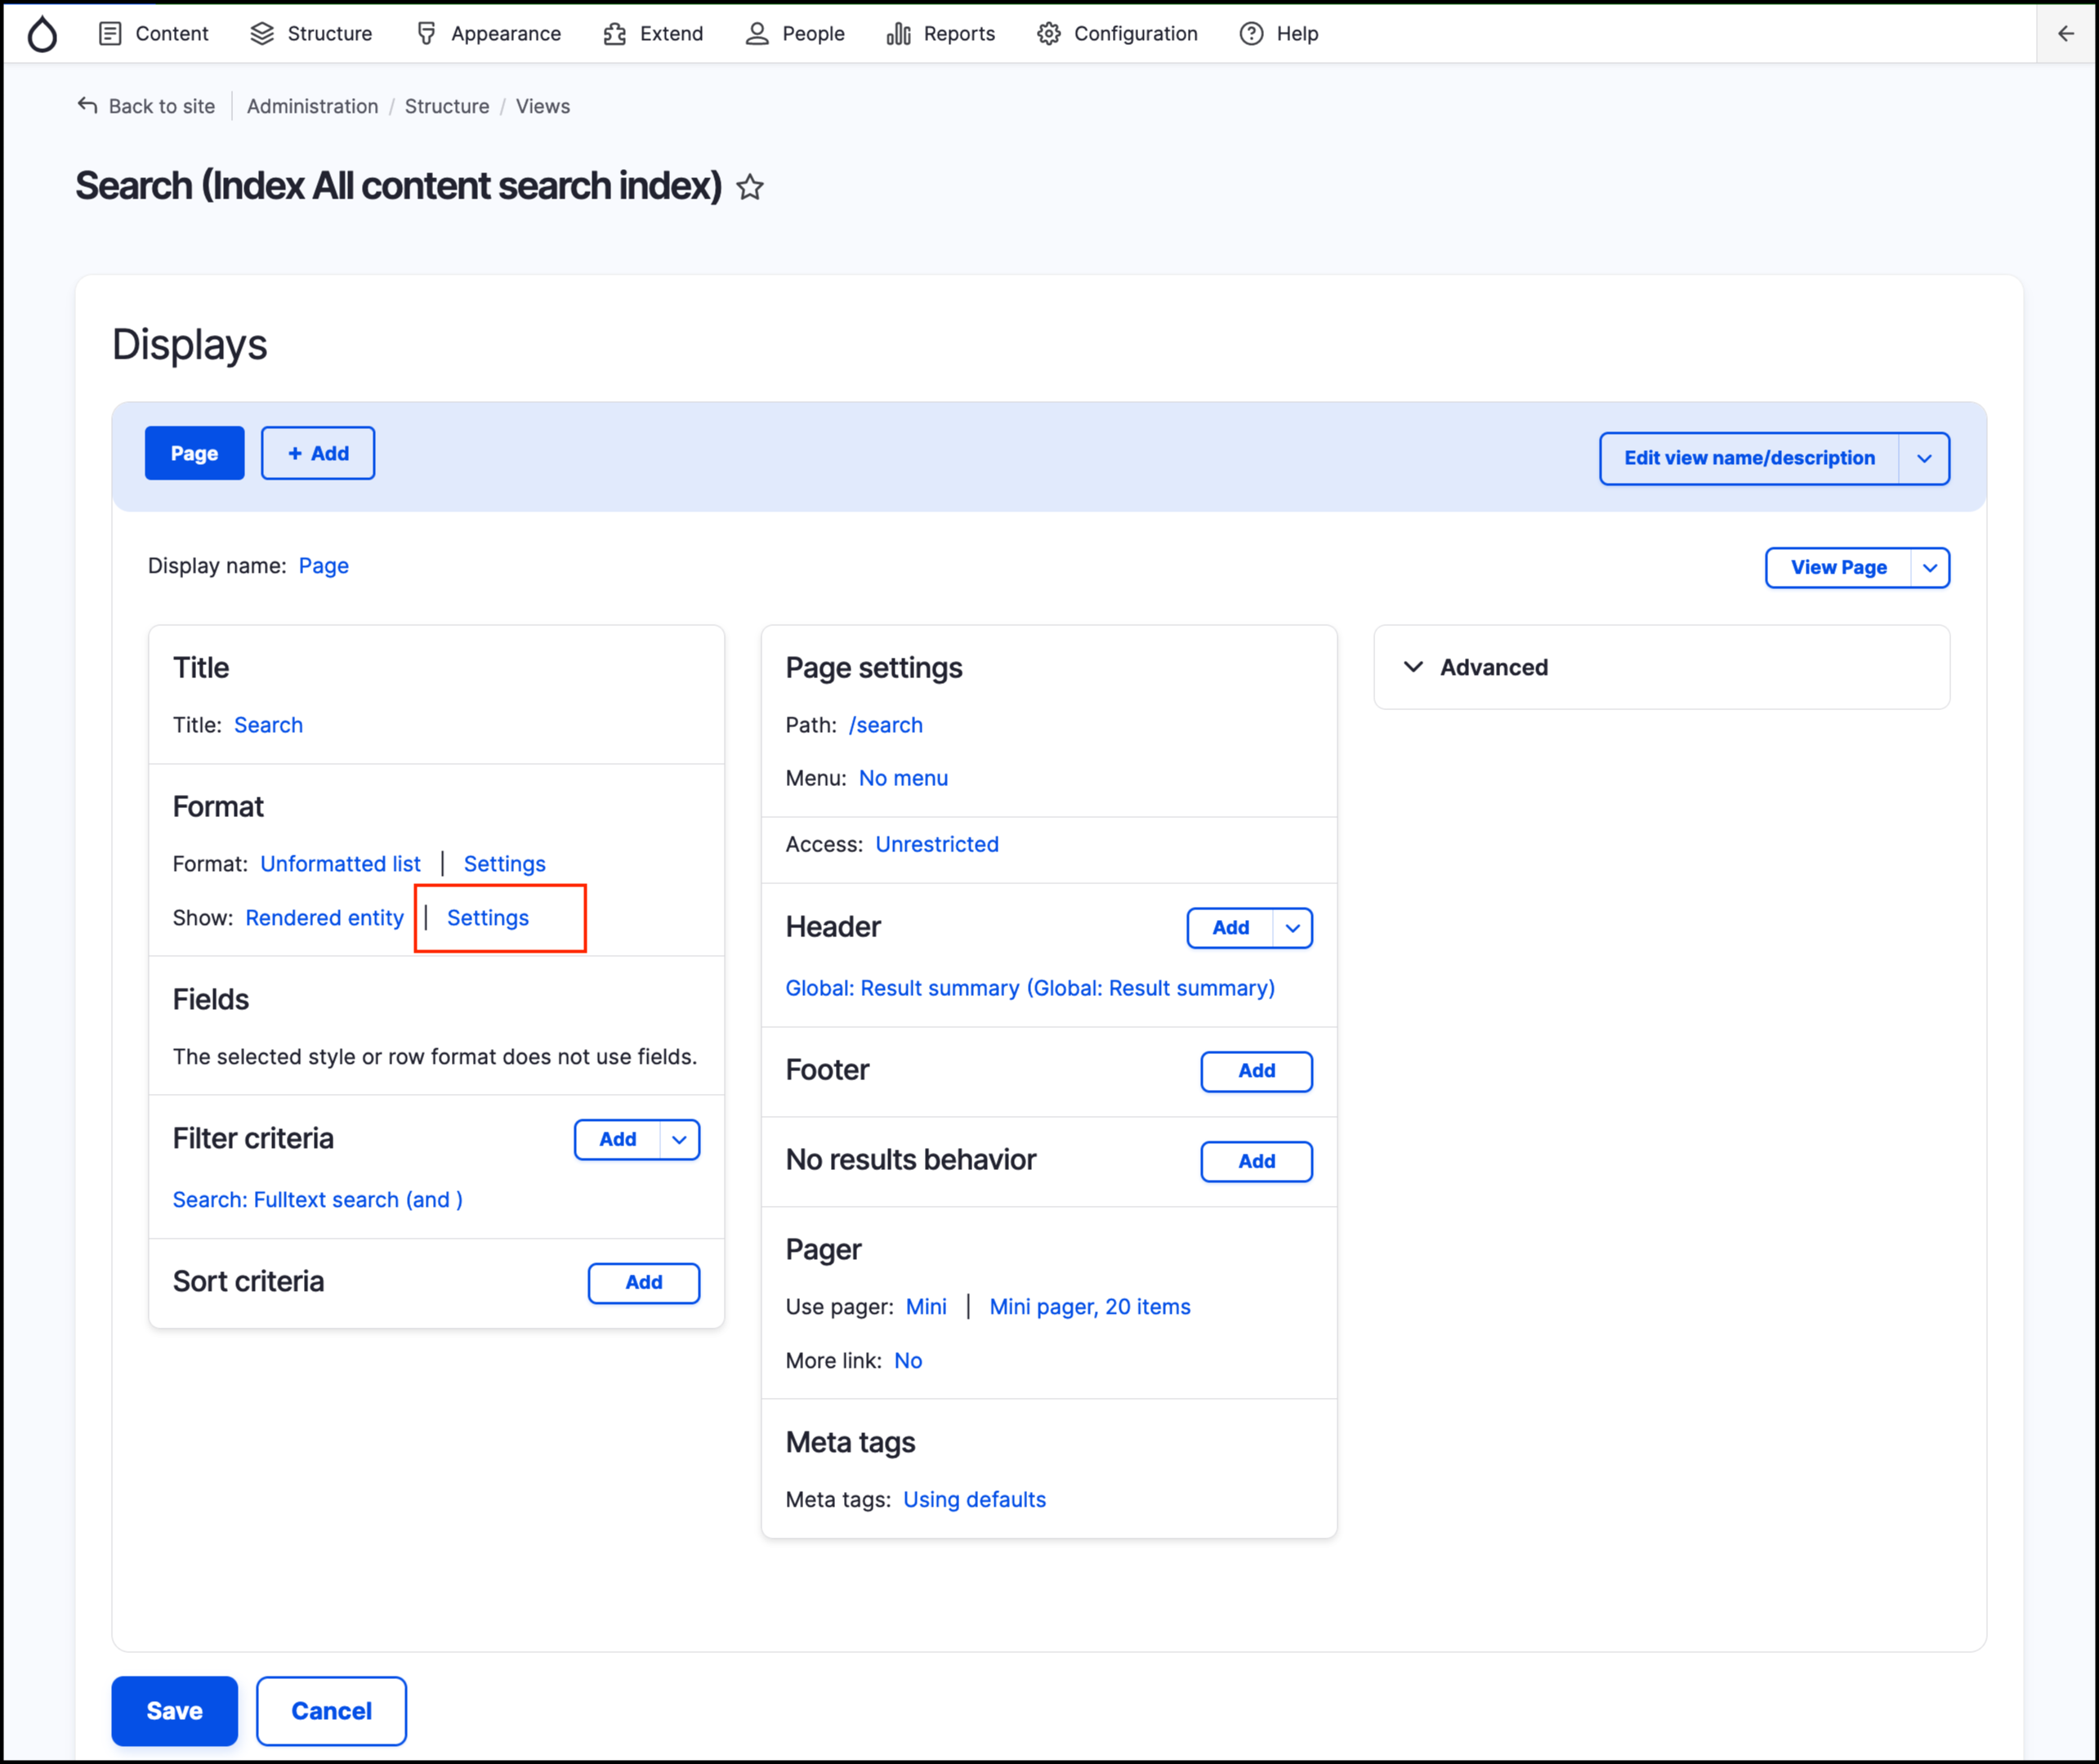 Content Structure Appearance Extend People Reports Configuration Help
Back to site Administration / Structure / Views
Search (Index All content search index)
Displays
Page + Add Edit view name/description
Display name: Page View Page
Title
Title: Search
Format
Format: Unformatted list | Settings
Show: Rendered entity | Settings
Fields
The selected style or row format does not use fields.
Filter criteria Add
Search: Fulltext search (and )
Sort criteria Add
Page settings
Path: /search
Menu: No menu
Access: Unrestricted
Header Add
Global: Result summary (Global: Result summary)
Footer Add
No results behavior Add
Pager
Use pager: Mini | Mini pager, 20 items
More link: No
Meta tags
Meta tags: Using defaults
Advanced
Save Cancel